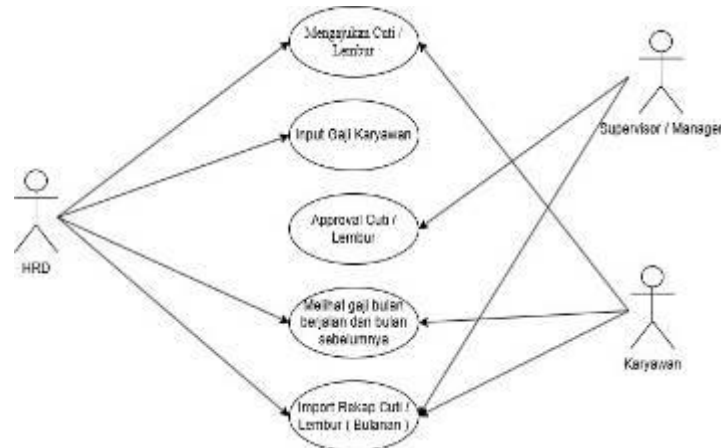 Mengajukan Cuti /
Lembur
Supervisor / Manager
Input Gaji Karyawan
Approval Cuti /
Lembur
HRD
Melihat gaji bulan
berjalan dan bulan
sebelumnya
Karyawan
Import Rekap Cuti /
Lembur ( Bulanan )